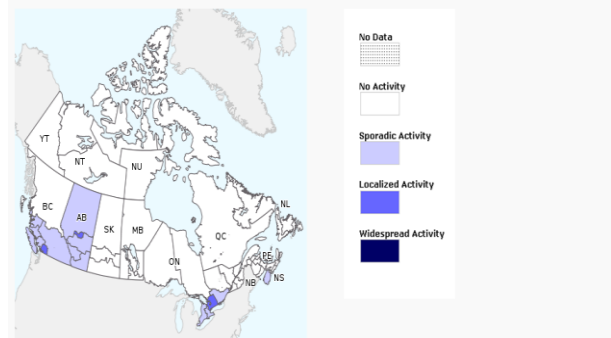 YT
NT
NU
BC
AB
SK
MB
ON
QC
NL
PE
NB
NS
No Data
No Activity
Sporadic Activity
Localized Activity
Widespread Activity